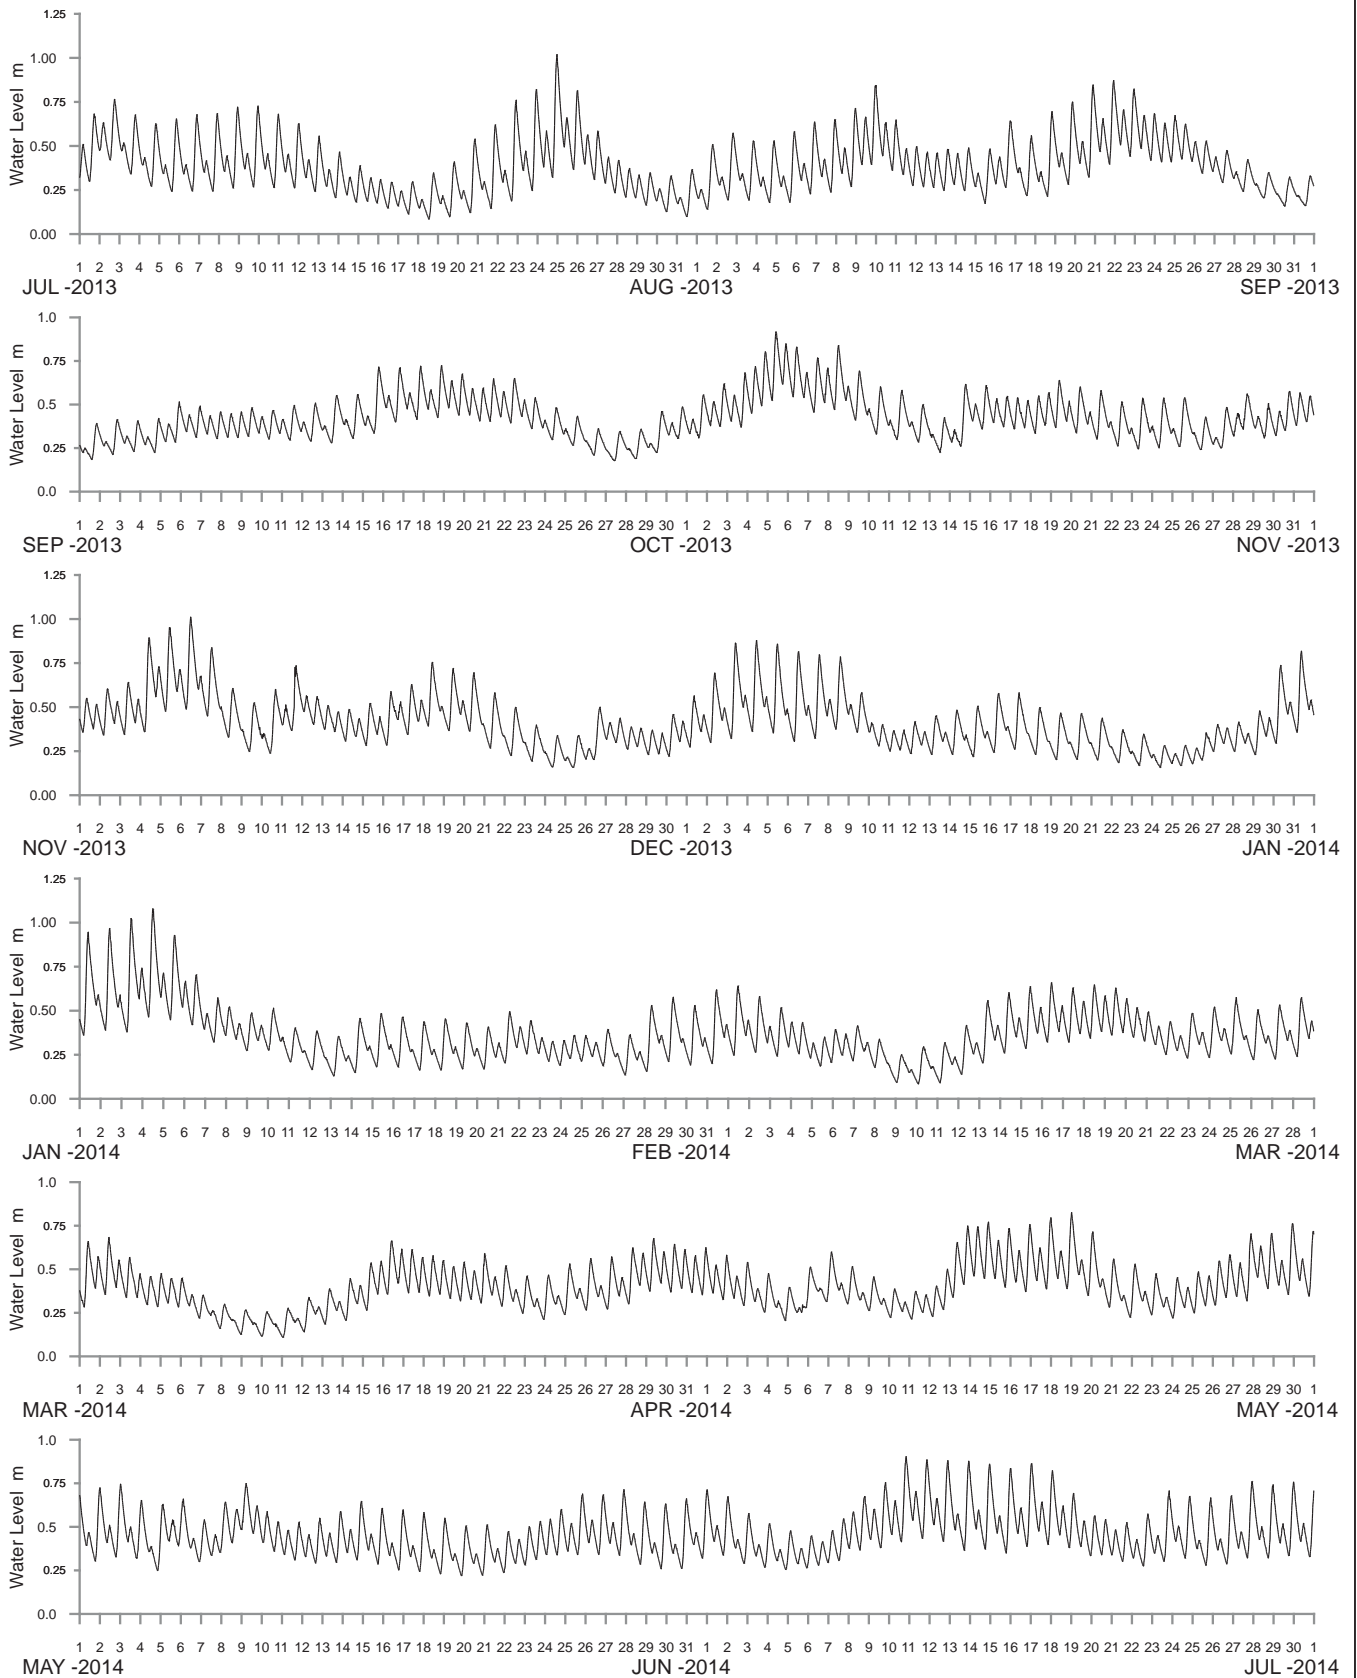 1.25
1.00
0.75
0.50
0.25
0.00
Water Level m
1 2 3 4 5 6 7 8 9 10 11 12 13 14 15 16 17 18 19 20 21 22 23 24 25 26 27 28 29 30 31 1 2 3 4 5 6 7 8 9 10 11 12 13 14 15 16 17 18 19 20 21 22 23 24 25 26 27 28 29 30 31 1
JUL -2013 AUG -2013 SEP -2013
1.0
0.75
0.5
0.25
0.0
Water Level m
1 2 3 4 5 6 7 8 9 10 11 12 13 14 15 16 17 18 19 20 21 22 23 24 25 26 27 28 29 30 1 2 3 4 5 6 7 8 9 10 11 12 13 14 15 16 17 18 19 20 21 22 23 24 25 26 27 28 29 30 31 1
SEP -2013 OCT -2013 NOV -2013
1.25
1.00
0.75
0.50
0.25
0.00
Water Level m
1 2 3 4 5 6 7 8 9 10 11 12 13 14 15 16 17 18 19 20 21 22 23 24 25 26 27 28 29 30 1 2 3 4 5 6 7 8 9 10 11 12 13 14 15 16 17 18 19 20 21 22 23 24 25 26 27 28 29 30 31 1
NOV -2013 DEC -2013 JAN -2014
1.25
1.00
0.75
0.50
0.25
0.00
Water Level m
1 2 3 4 5 6 7 8 9 10 11 12 13 14 15 16 17 18 19 20 21 22 23 24 25 26 27 28 29 30 31 1 2 3 4 5 6 7 8 9 10 11 12 13 14 15 16 17 18 19 20 21 22 23 24 25 26 27 28 1
JAN -2014 FEB -2014 MAR -2014
1.0
0.75
0.5
0.25
0.0
Water Level m
1 2 3 4 5 6 7 8 9 10 11 12 13 14 15 16 17 18 19 20 21 22 23 24 25 26 27 28 29 30 31 1 2 3 4 5 6 7 8 9 10 11 12 13 14 15 16 17 18 19 20 21 22 23 24 25 26 27 28 29 30 1
MAR -2014 APR -2014 MAY -2014
1.0
0.75
0.5
0.25
0.0
Water Level m
1 2 3 4 5 6 7 8 9 10 11 12 13 14 15 16 17 18 19 20 21 22 23 24 25 26 27 28 29 30 31 1 2 3 4 5 6 7 8 9 10 11 12 13 14 15 16 17 18 19 20 21 22 23 24 25 26 27 28 29 30 1
MAY -2014 JUN -2014 JUL -2014